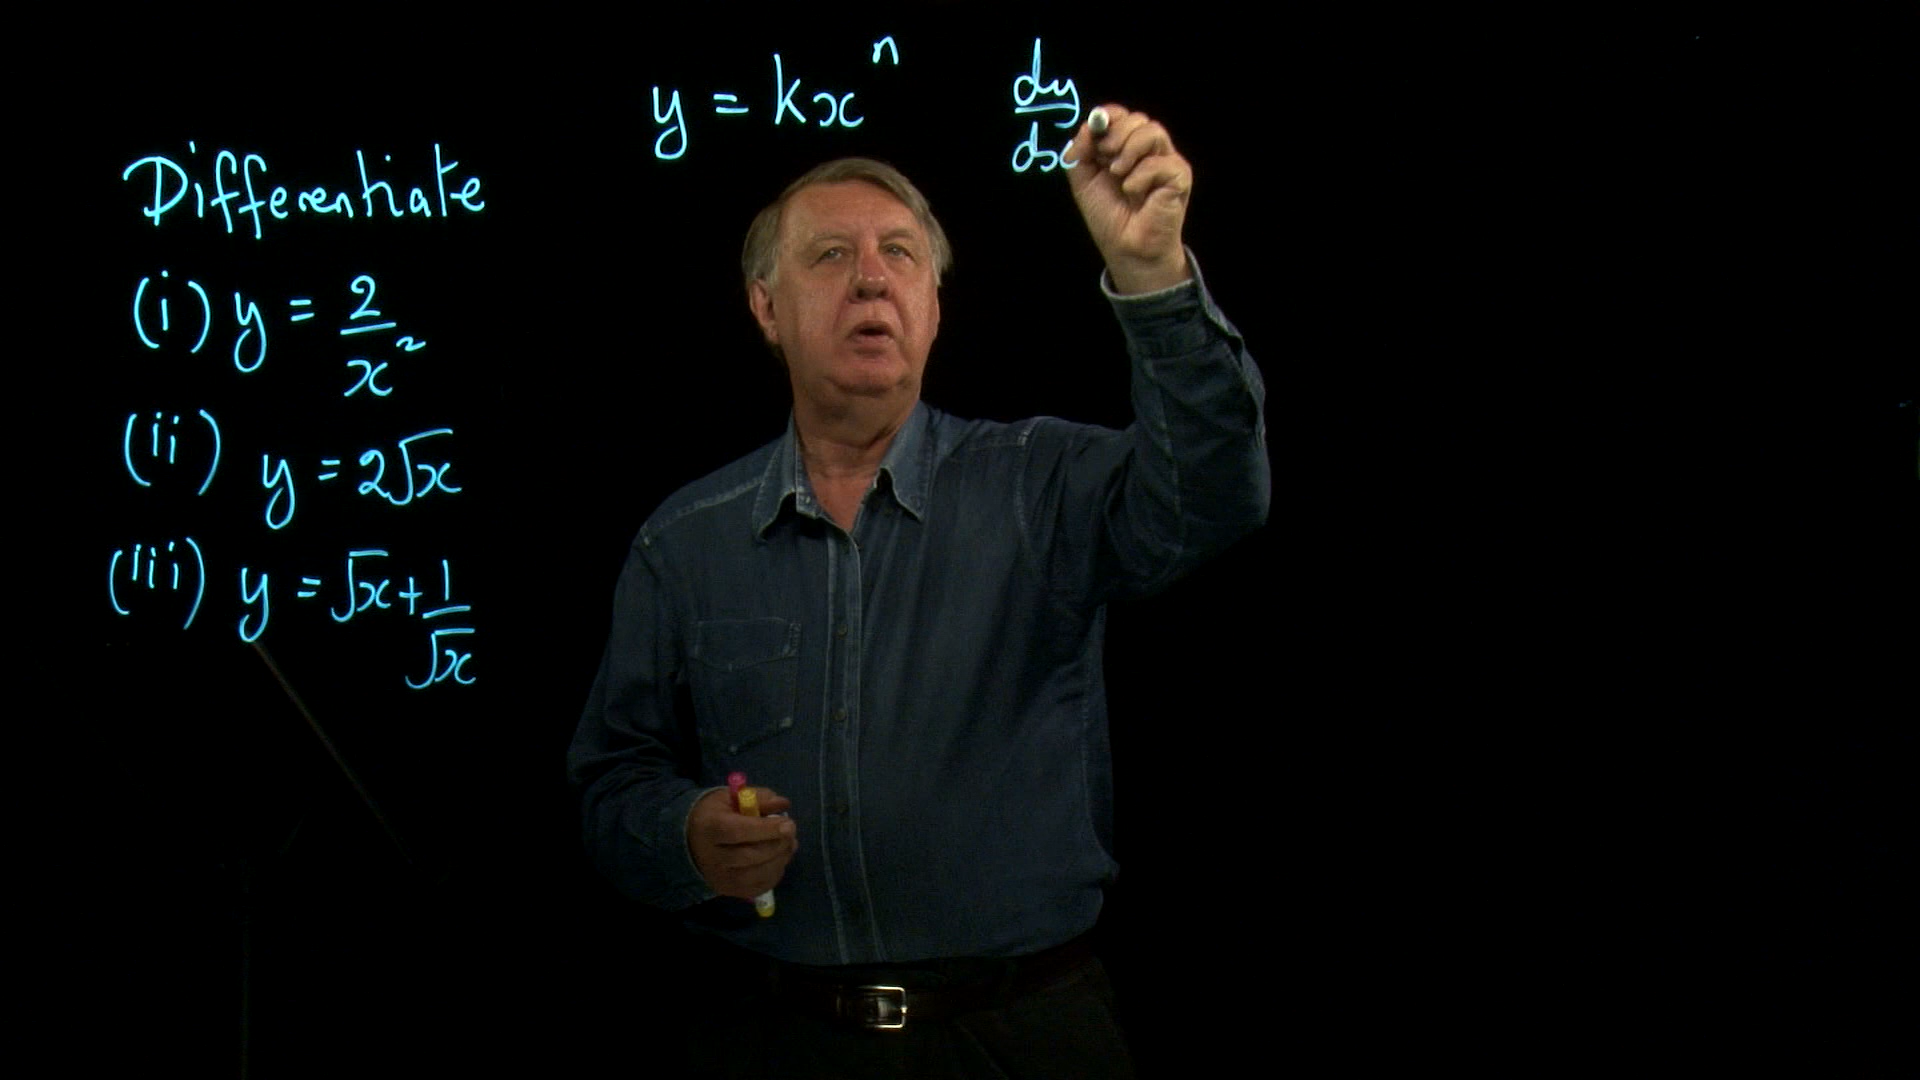 y = kx^n
dy/dx
Differentiate
(i) y = 2/x²
(ii) y = 2√x
(iii) y = √x + 1/√x